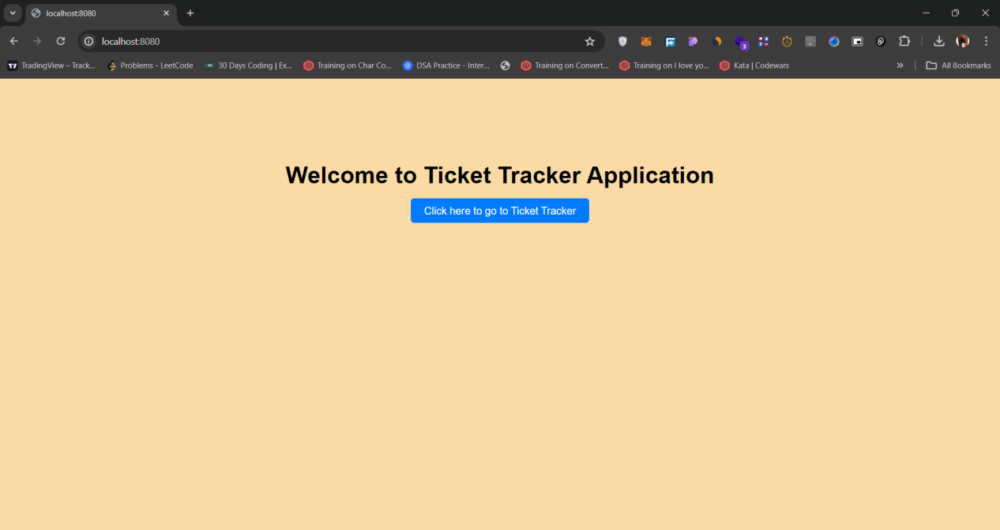 localhost:8080
localhost:8080
3
TradingView – Track...
Problems - LeetCode
30 Days Coding | Ex...
Training on Char Co...
DSA Practice - Inter...
Training on Convert...
Training on I love yo...
Kata | Codewars
All Bookmarks
Welcome to Ticket Tracker Application
Click here to go to Ticket Tracker